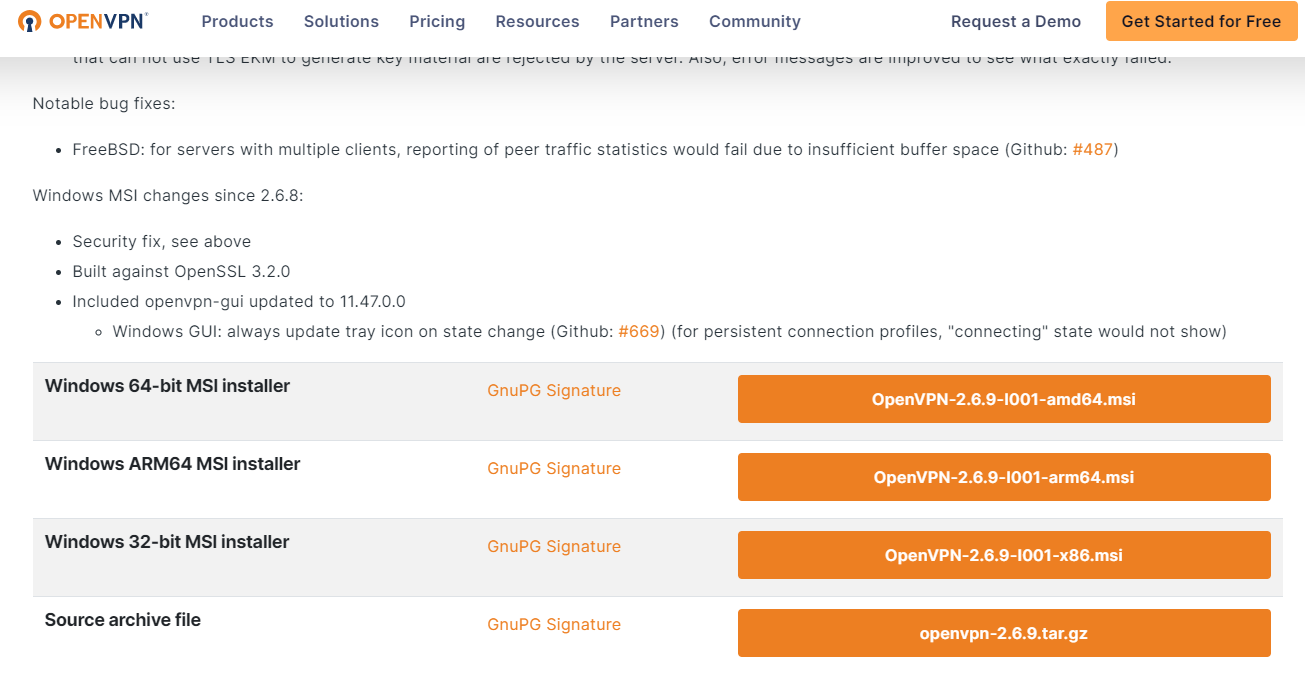 OPENVPN Products Solutions Pricing Resources Partners Community Request a Demo Get Started for Free
that can not use TLS EKM to generate key material are rejected by the server. Also, error messages are improved to see what exactly failed.
Notable bug fixes:
• FreeBSD: for servers with multiple clients, reporting of peer traffic statistics would fail due to insufficient buffer space (Github: #487)
Windows MSI changes since 2.6.8:
• Security fix, see above
• Built against OpenSSL 3.2.0
• Included openvpn-gui updated to 11.47.0.0
◦ Windows GUI: always update tray icon on state change (Github: #669) (for persistent connection profiles, "connecting" state would not show)
Windows 64-bit MSI installer GnuPG Signature OpenVPN-2.6.9-I001-amd64.msi
Windows ARM64 MSI installer GnuPG Signature OpenVPN-2.6.9-I001-arm64.msi
Windows 32-bit MSI installer GnuPG Signature OpenVPN-2.6.9-I001-x86.msi
Source archive file GnuPG Signature openvpn-2.6.9.tar.gz